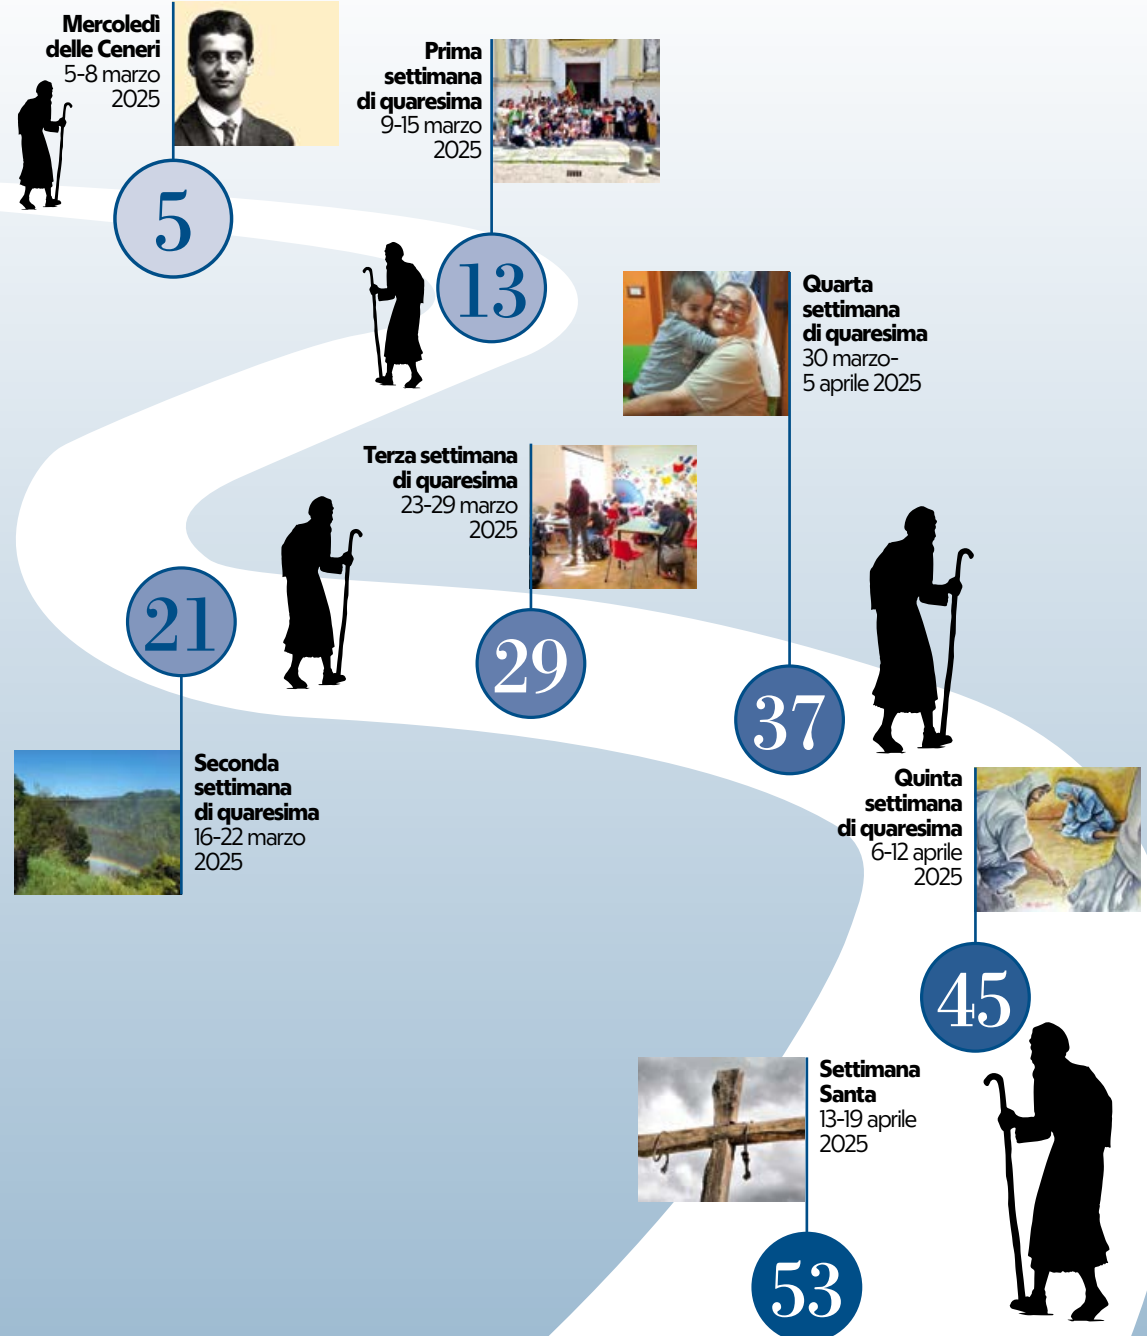 Mercoledì
delle Ceneri
5-8 marzo
2025
5
Prima
settimana
di quaresima
9-15 marzo
2025
13
Seconda
settimana
di quaresima
16-22 marzo
2025
21
Terza settimana
di quaresima
23-29 marzo
2025
29
Quarta
settimana
di quaresima
30 marzo-
5 aprile 2025
37
Quinta
settimana
di quaresima
6-12 aprile
2025
45
Settimana
Santa
13-19 aprile
2025
53